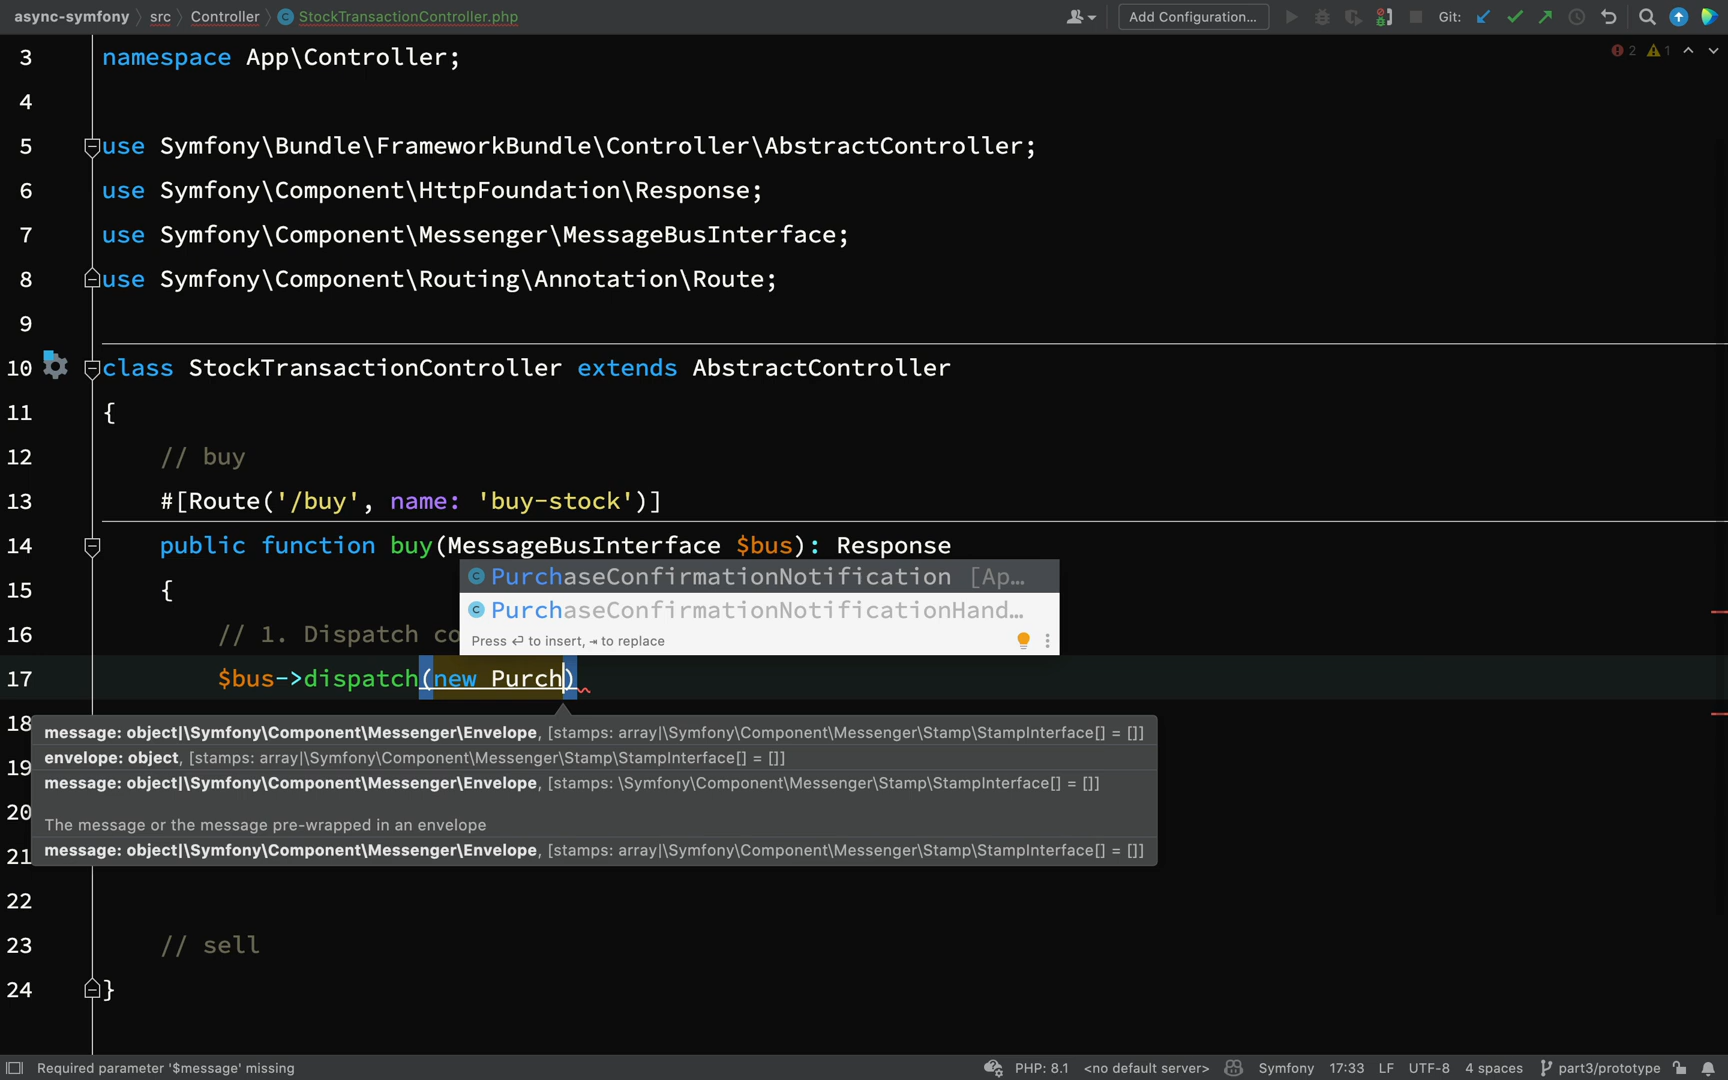 async-symfony src Controller StockTransactionController.php Add Configuration... Git:
2 1
3 namespace App\Controller;
4
5 use Symfony\Bundle\FrameworkBundle\Controller\AbstractController;
6 use Symfony\Component\HttpFoundation\Response;
7 use Symfony\Component\Messenger\MessageBusInterface;
8 use Symfony\Component\Routing\Annotation\Route;
9
10 class StockTransactionController extends AbstractController
11 {
12 // buy
13 #[Route('/buy', name: 'buy-stock')]
14 public function buy(MessageBusInterface $bus): Response
PurchaseConfirmationNotification [Ap...
15 {
PurchaseConfirmationNotificationHand...
16 // 1. Dispatch co
Press ↵ to insert, ⇥ to replace
17 $bus->dispatch(new Purch)
18
message: object|\Symfony\Component\Messenger\Envelope, [stamps: array|\Symfony\Component\Messenger\Stamp\StampInterface[] = []]
envelope: object, [stamps: array|\Symfony\Component\Messenger\Stamp\StampInterface[] = []]
19
message: object|\Symfony\Component\Messenger\Envelope, [stamps: \Symfony\Component\Messenger\Stamp\StampInterface[] = []]
20
The message or the message pre-wrapped in an envelope
21
message: object|\Symfony\Component\Messenger\Envelope, [stamps: array|\Symfony\Component\Messenger\Stamp\StampInterface[] = []]
22
23 // sell
24 }
Required parameter '$message' missing PHP: 8.1 <no default server> Symfony 17:33 LF UTF-8 4 spaces part3/prototype